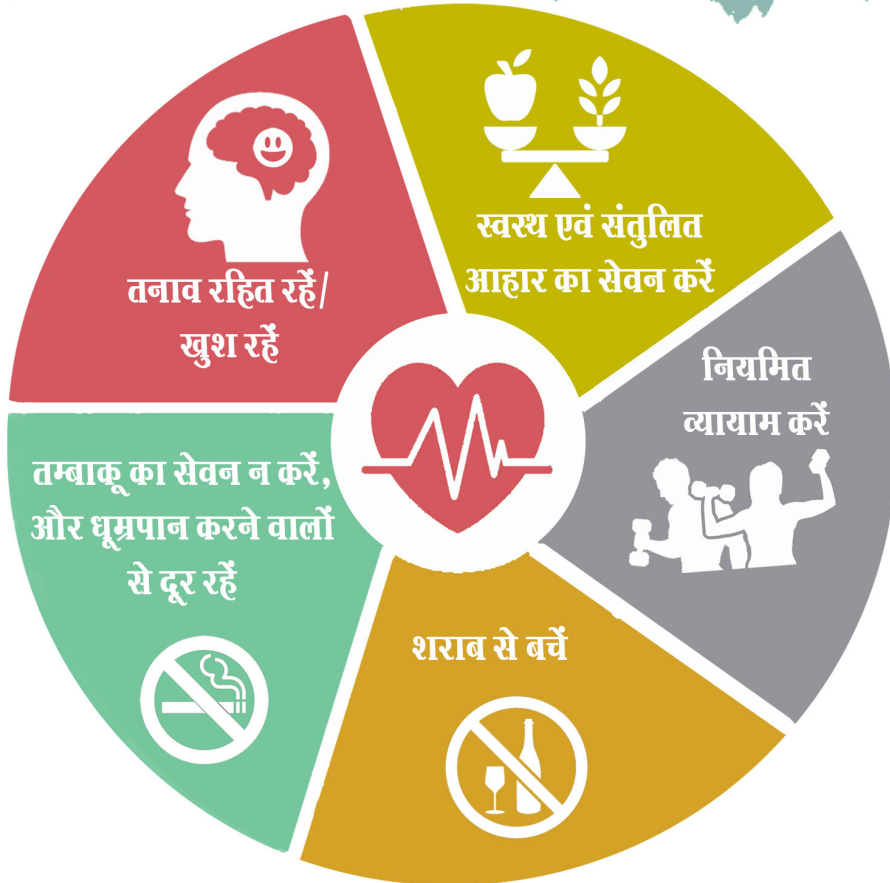 स्वस्थ एवं संतुलित
आहार का सेवन करें
नियमित
व्यायाम करें
शराब से बचें
तम्बाकू का सेवन न करें,
और धूम्रपान करने वालों
से दूर रहें
तनाव रहित रहें/
खुश रहें